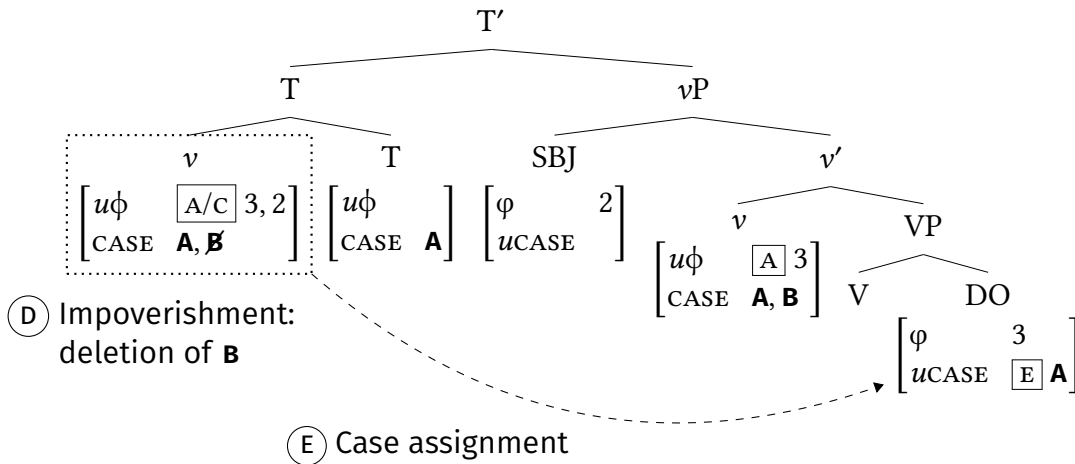 T′
T vP
v T SBJ v′
uϕ A/C 3, 2 uϕ φ 2 v VP
CASE A, B CASE A uCASE
uϕ A 3 V DO
CASE A, B
D Impoverishment: φ 3
deletion of B uCASE E A
E Case assignment